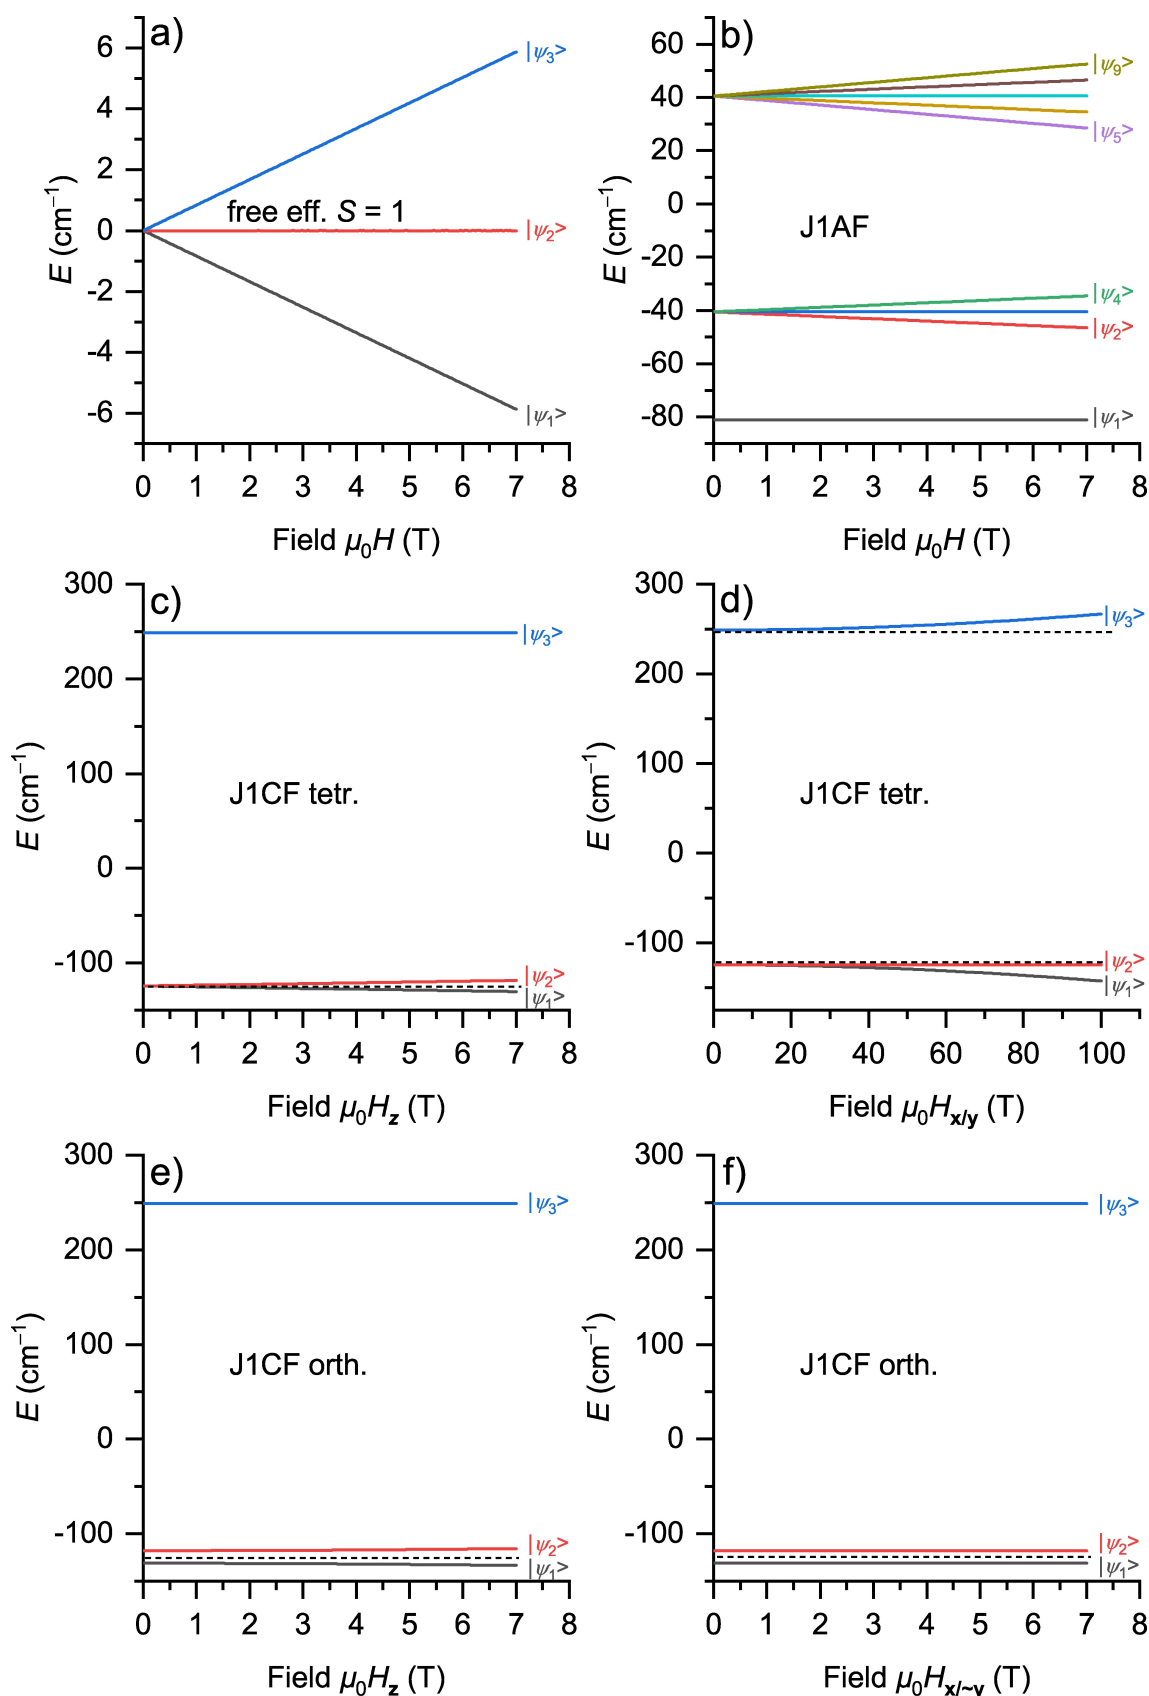 a)
6
4
2
0
-2
-4
-6
E (cm⁻¹)
free eff. S = 1
|ψ₃>
|ψ₂>
|ψ₁>
0 1 2 3 4 5 6 7 8
Field μ₀H (T)
b)
60
40
20
0
-20
-40
-60
-80
E (cm⁻¹)
J1AF
|ψ₉>
|ψ₅>
|ψ₄>
|ψ₂>
|ψ₁>
0 1 2 3 4 5 6 7 8
Field μ₀H (T)
c)
300
200
100
0
-100
E (cm⁻¹)
J1CF tetr.
|ψ₃>
|ψ₂>
|ψ₁>
0 1 2 3 4 5 6 7 8
Field μ₀H_z (T)
d)
300
200
100
0
-100
E (cm⁻¹)
J1CF tetr.
|ψ₃>
|ψ₂>
|ψ₁>
0 20 40 60 80 100
Field μ₀H_x/y (T)
e)
300
200
100
0
-100
E (cm⁻¹)
J1CF orth.
|ψ₃>
|ψ₂>
|ψ₁>
0 1 2 3 4 5 6 7 8
Field μ₀H_z (T)
f)
300
200
100
0
-100
E (cm⁻¹)
J1CF orth.
|ψ₃>
|ψ₂>
|ψ₁>
0 1 2 3 4 5 6 7 8
Field μ₀H_x/~y (T)